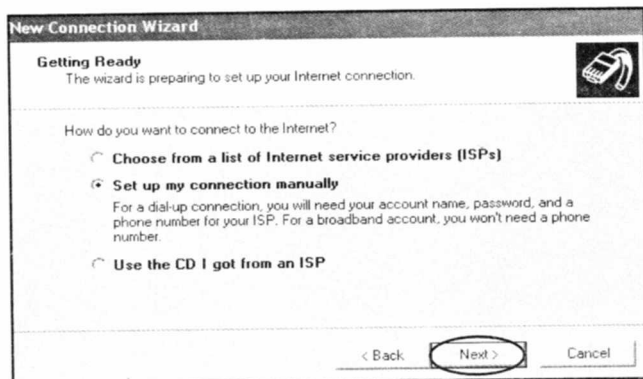 New Connection Wizard
Getting Ready
The wizard is preparing to set up your Internet connection.
How do you want to connect to the Internet?
Choose from a list of Internet service providers (ISPs)
Set up my connection manually
For a dial-up connection, you will need your account name, password, and a
phone number for your ISP. For a broadband account, you won't need a phone
number.
Use the CD I got from an ISP
< Back Next > Cancel